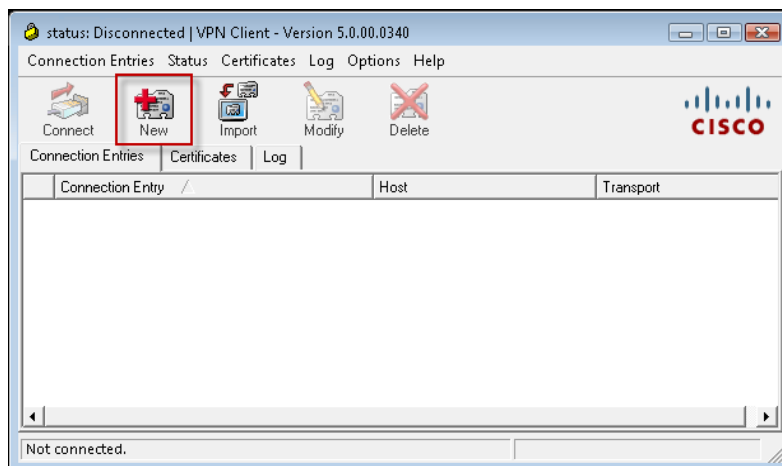 status: Disconnected | VPN Client - Version 5.0.00.0340
Connection Entries Status Certificates Log Options Help
Connect New Import Modify Delete
CISCO
Connection Entries Certificates Log
Connection Entry Host Transport
Not connected.